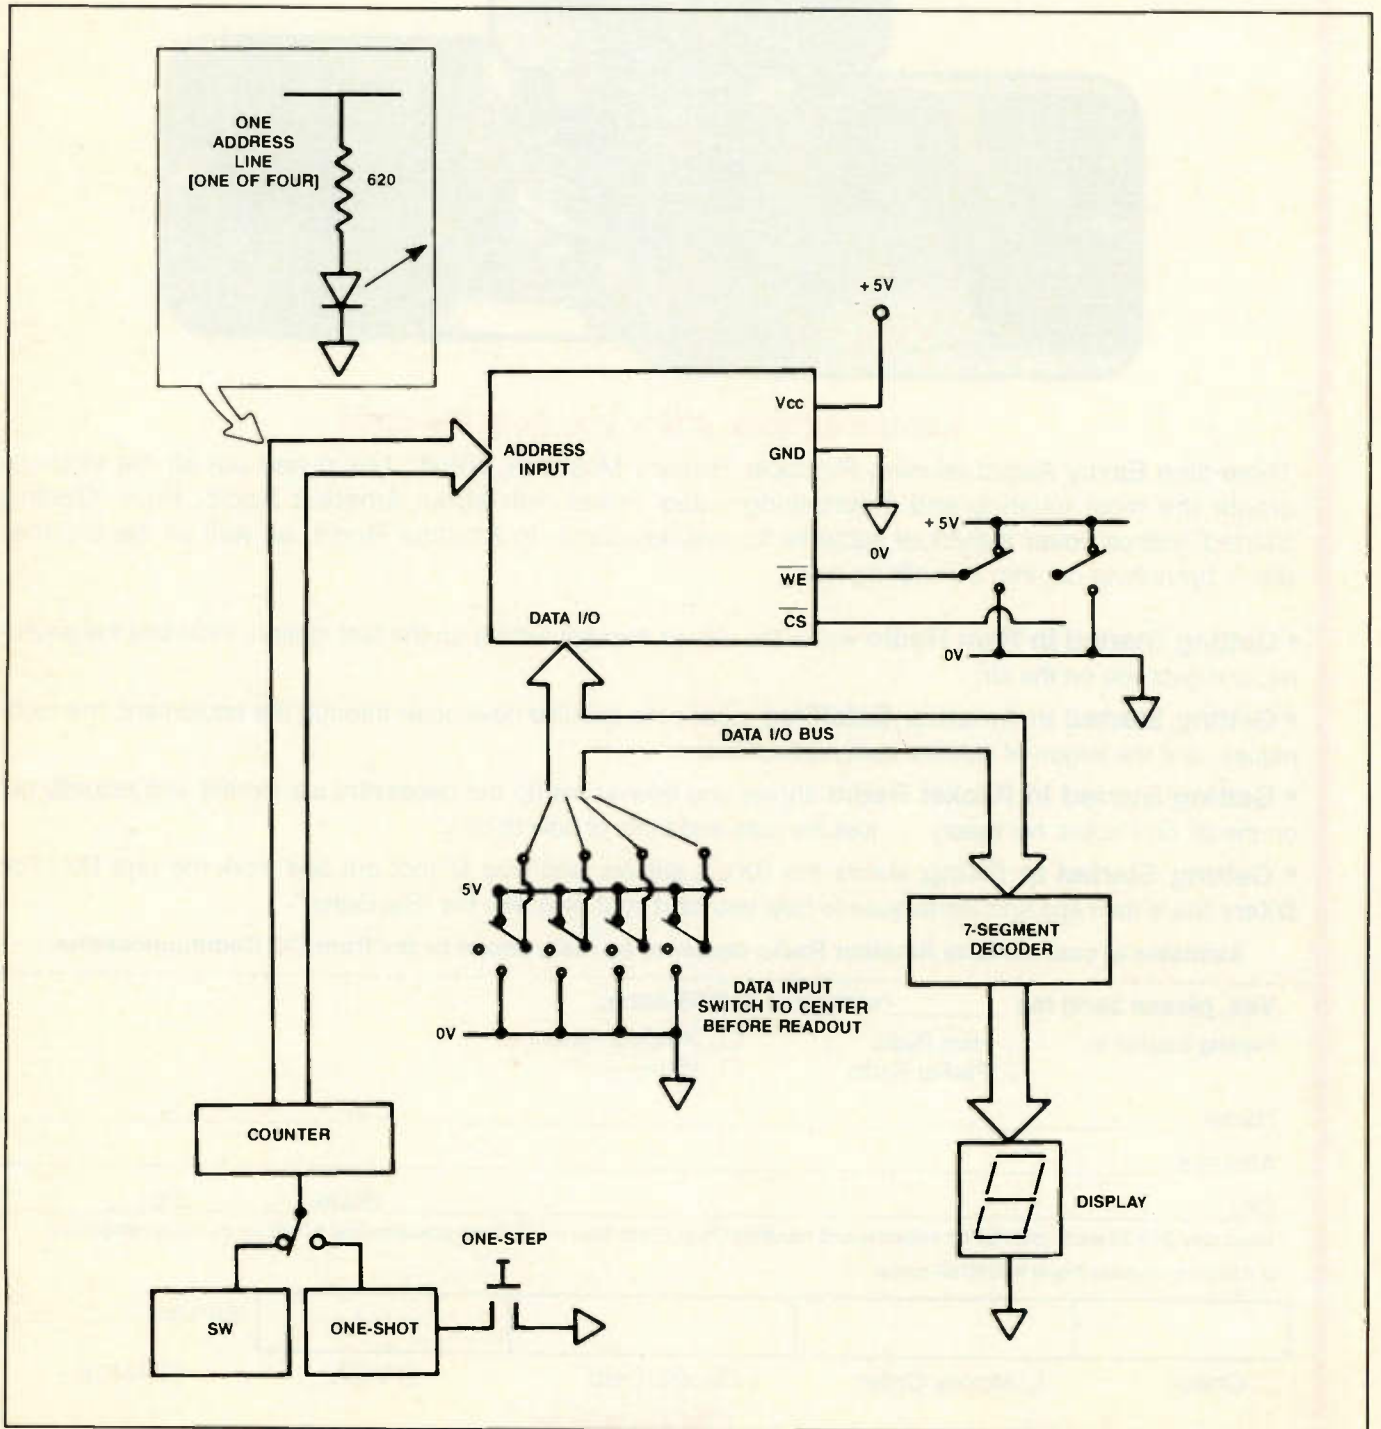 ONE
ADDRESS
LINE
[ONE OF FOUR]
620
+5V
Vcc
ADDRESS
INPUT
GND
+5V
0V
WE
DATA I/O
CS
0V
DATA I/O BUS
5V
7-SEGMENT
DECODER
DATA INPUT
SWITCH TO CENTER
BEFORE READOUT
0V
COUNTER
DISPLAY
ONE-STEP
SW
ONE-SHOT